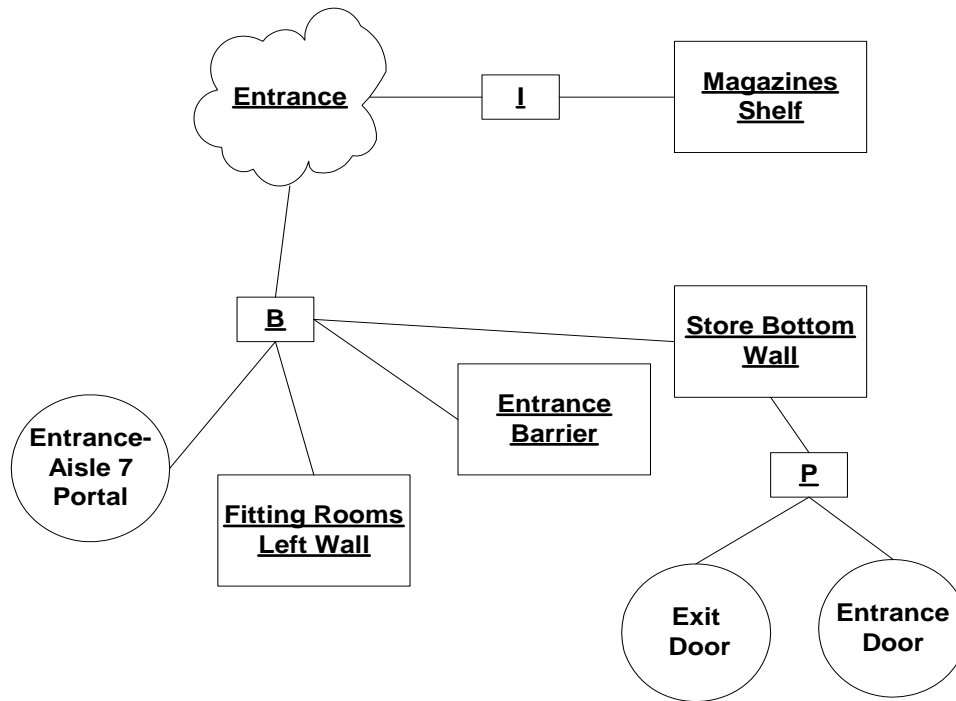 Entrance
I
Magazines
Shelf
B
Store Bottom
Wall
Entrance
Barrier
Entrance-
Aisle 7
Portal
P
Fitting Rooms
Left Wall
Exit
Door
Entrance
Door